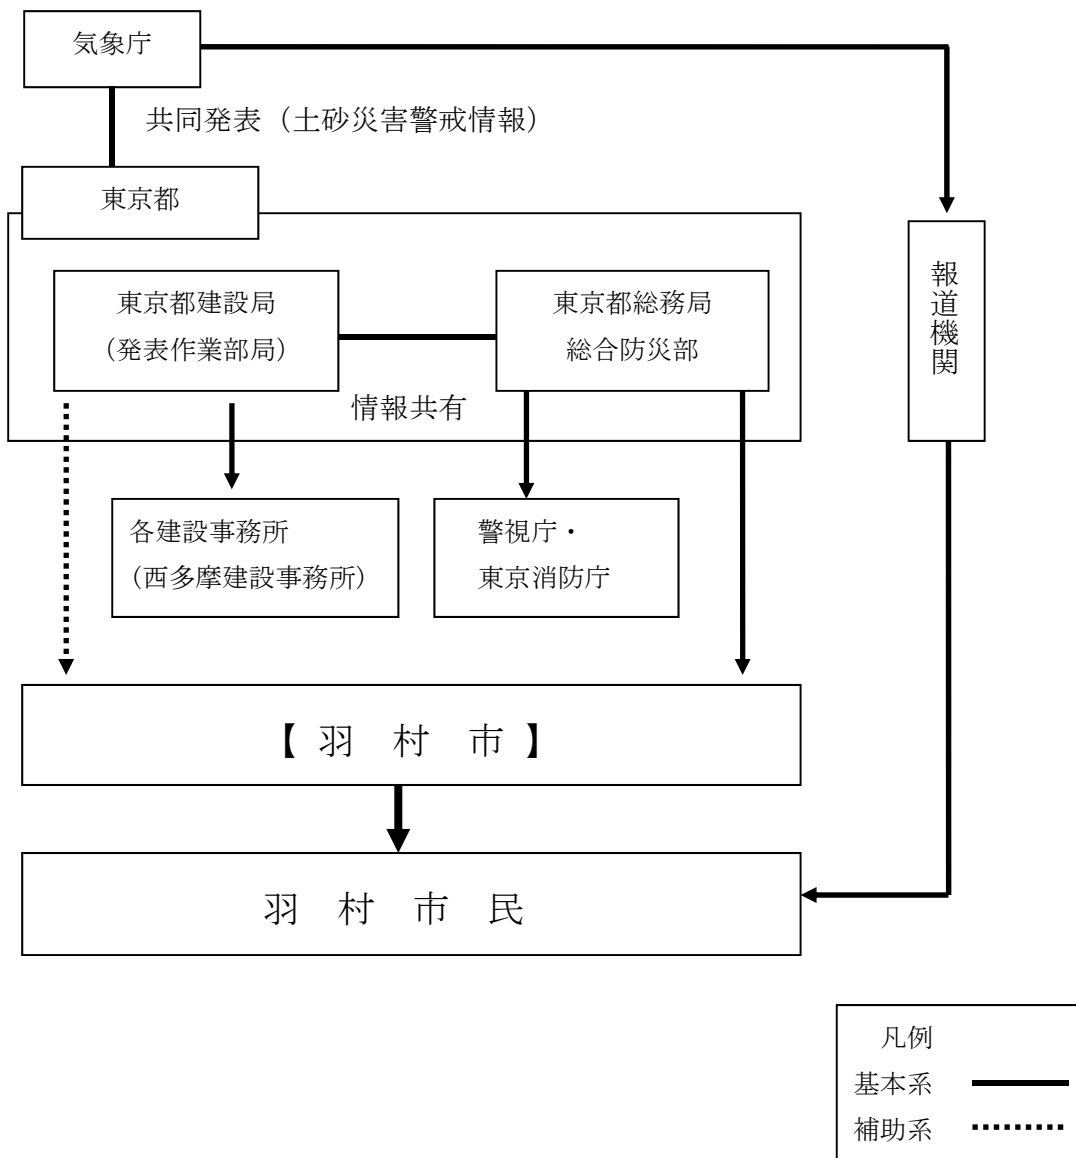 気象庁
共同発表（土砂災害警戒情報）
東京都
東京都建設局
（発表作業部局）
東京都総務局
総合防災部
報道機関
情報共有
各建設事務所
（西多摩建設事務所）
警視庁・
東京消防庁
【 羽 村 市 】
羽 村 市 民
凡例
基本系
補助系